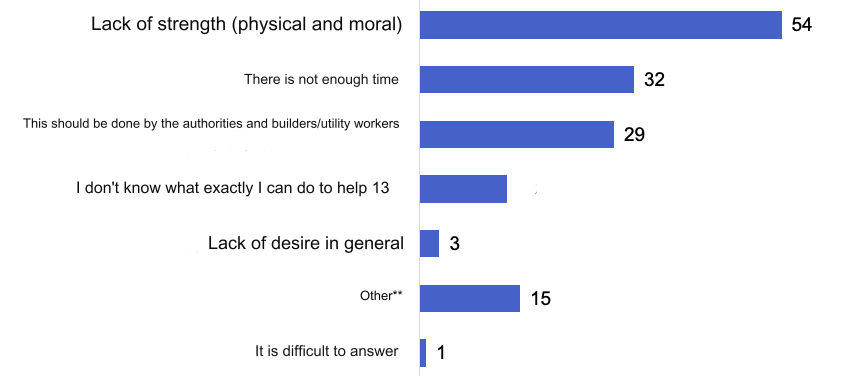 Lack of strength (physical and moral) 54
There is not enough time 32
This should be done by the authorities and builders/utility workers 29
I don't know what exactly I can do to help 13
Lack of desire in general 3
Other** 15
It is difficult to answer 1